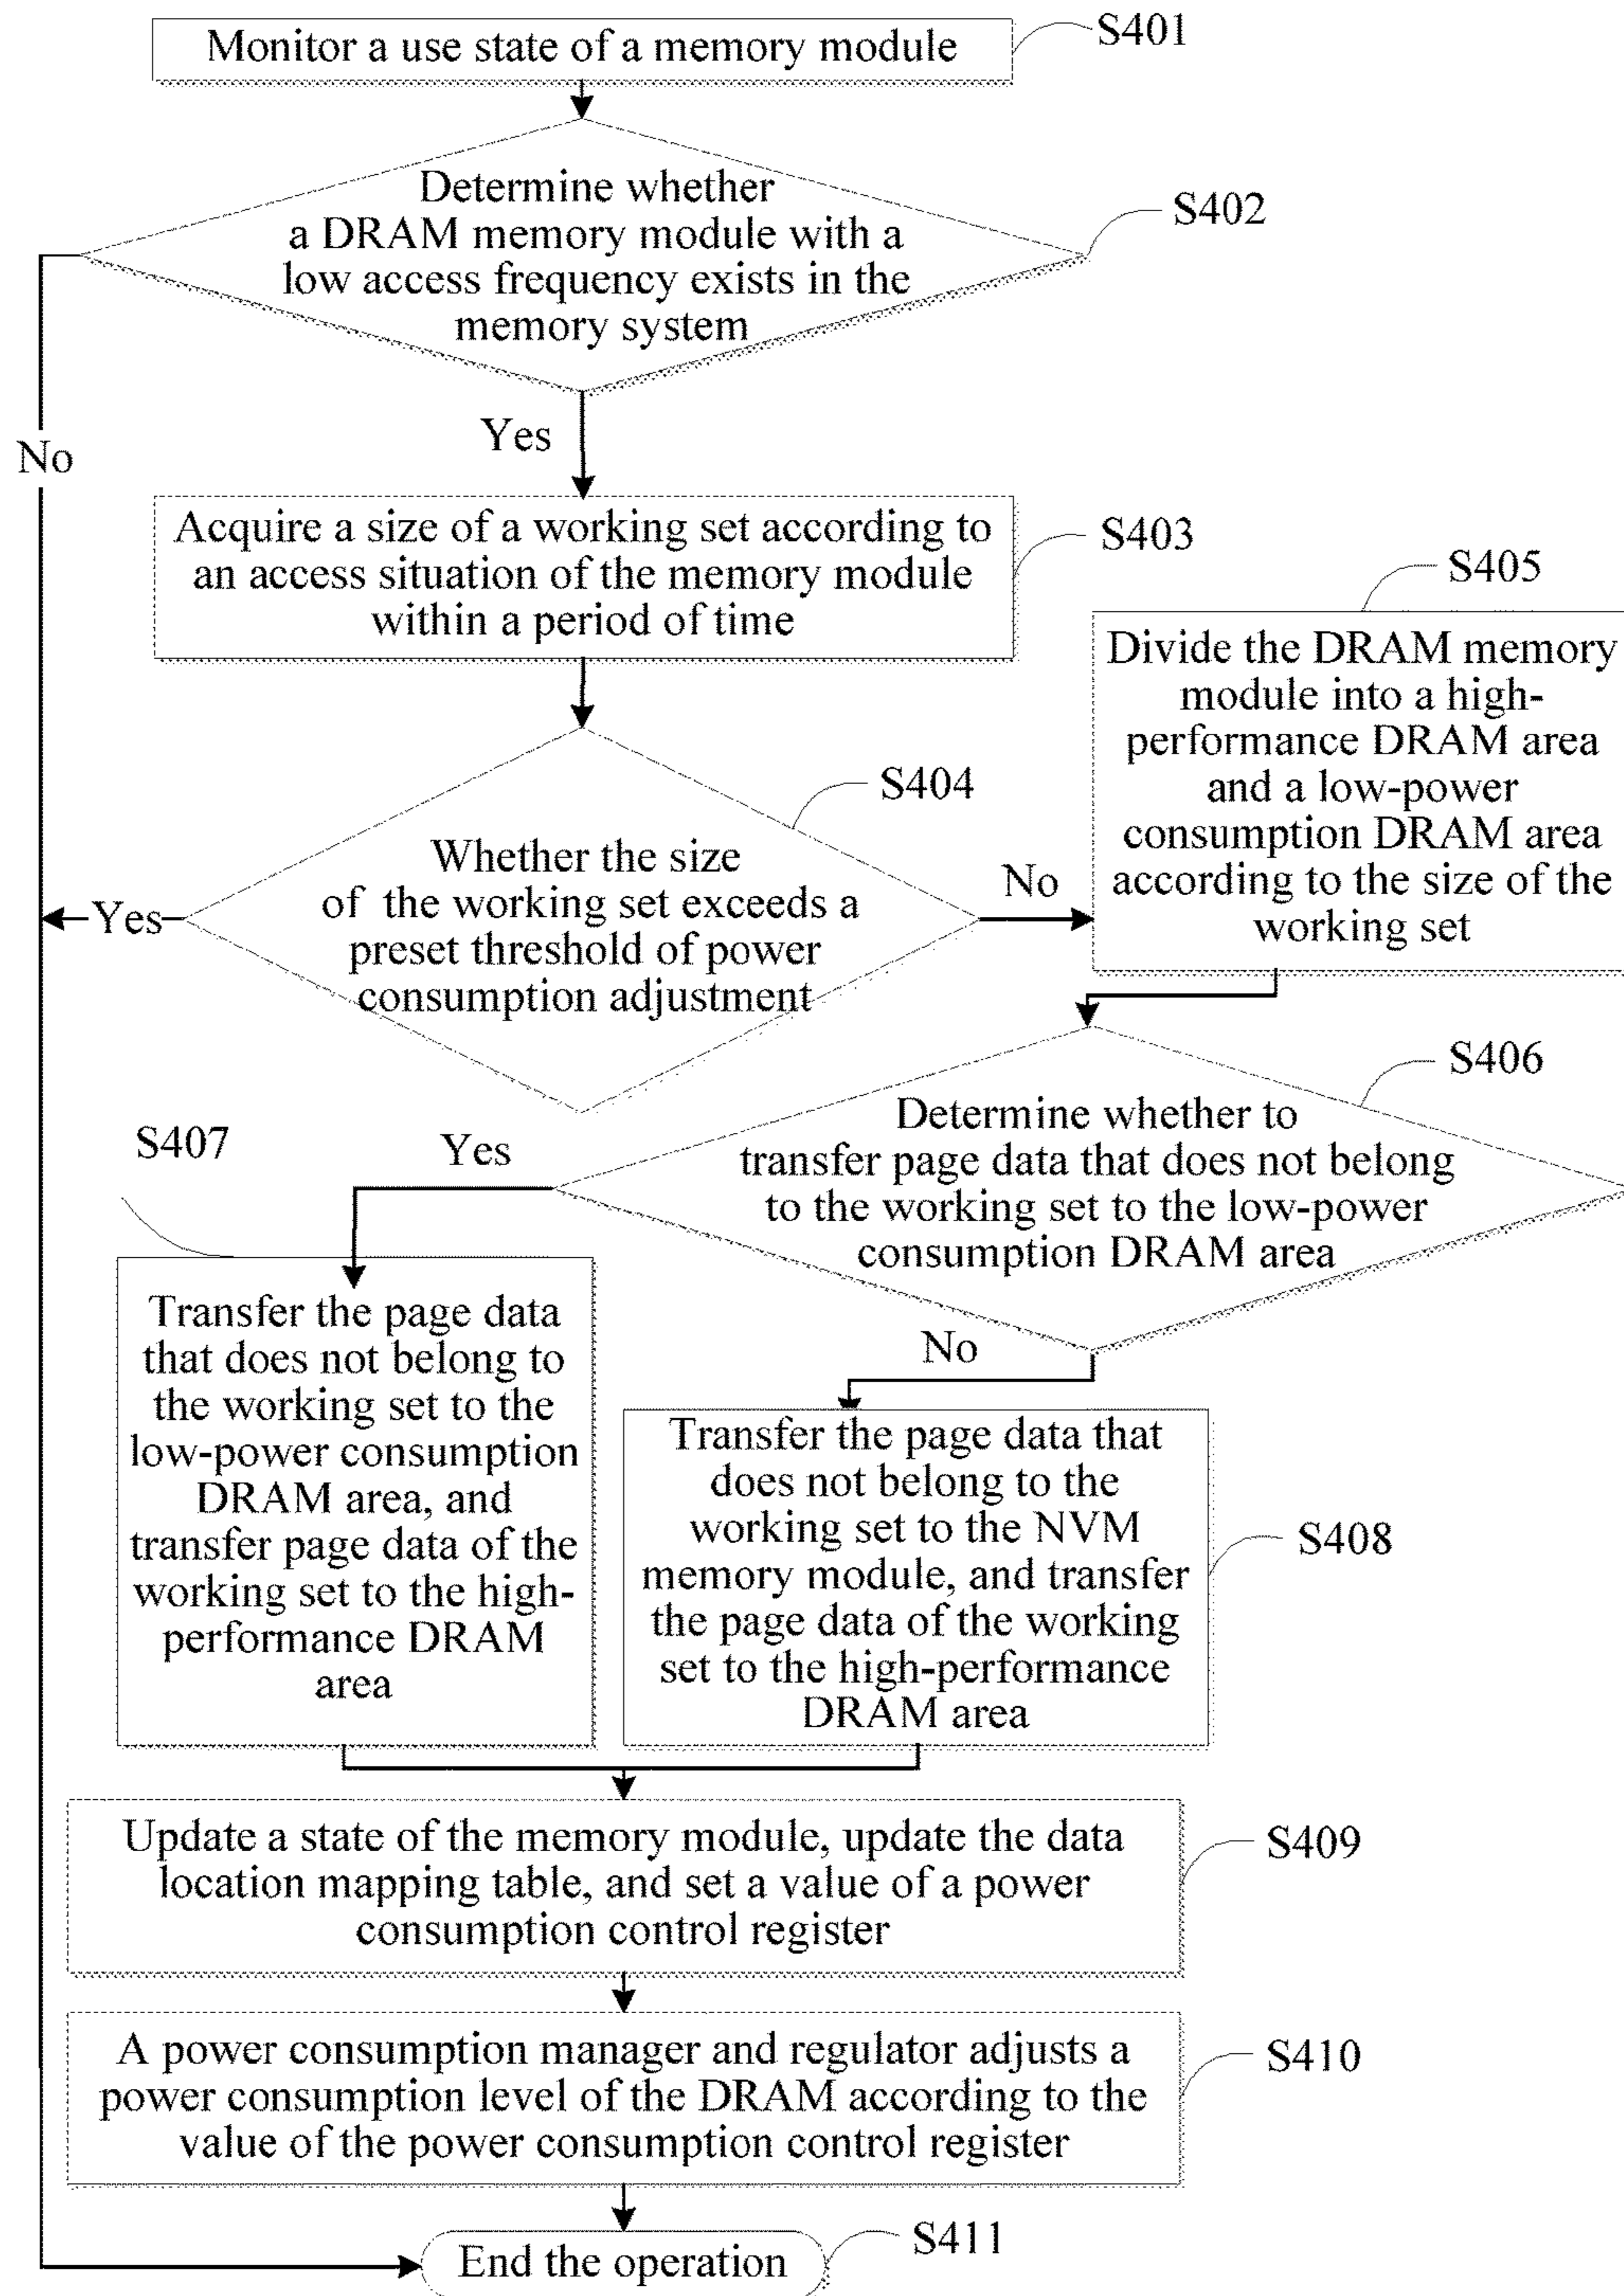 Monitor a use state of a memory module
S401
Determine whether
a DRAM memory module with a
low access frequency exists in the
memory system
S402
No
Yes
Acquire a size of a working set according to
an access situation of the memory module
within a period of time
S403
S404
Whether the size
of the working set exceeds a
preset threshold of power
consumption adjustment
Yes
No
S405
Divide the DRAM memory
module into a high-
performance DRAM area
and a low-power
consumption DRAM area
according to the size of the
working set
S406
Determine whether to
transfer page data that does not belong
to the working set to the low-power
consumption DRAM area
Yes
No
S407
Transfer the page data
that does not belong to
the working set to the
low-power consumption
DRAM area, and
transfer page data of the
working set to the high-
performance DRAM
area
Transfer the page data that
does not belong to the
working set to the NVM
memory module, and transfer
the page data of the working
set to the high-performance
DRAM area
S408
Update a state of the memory module, update the data
location mapping table, and set a value of a power
consumption control register
S409
A power consumption manager and regulator adjusts a
power consumption level of the DRAM according to the
value of the power consumption control register
S410
End the operation
S411